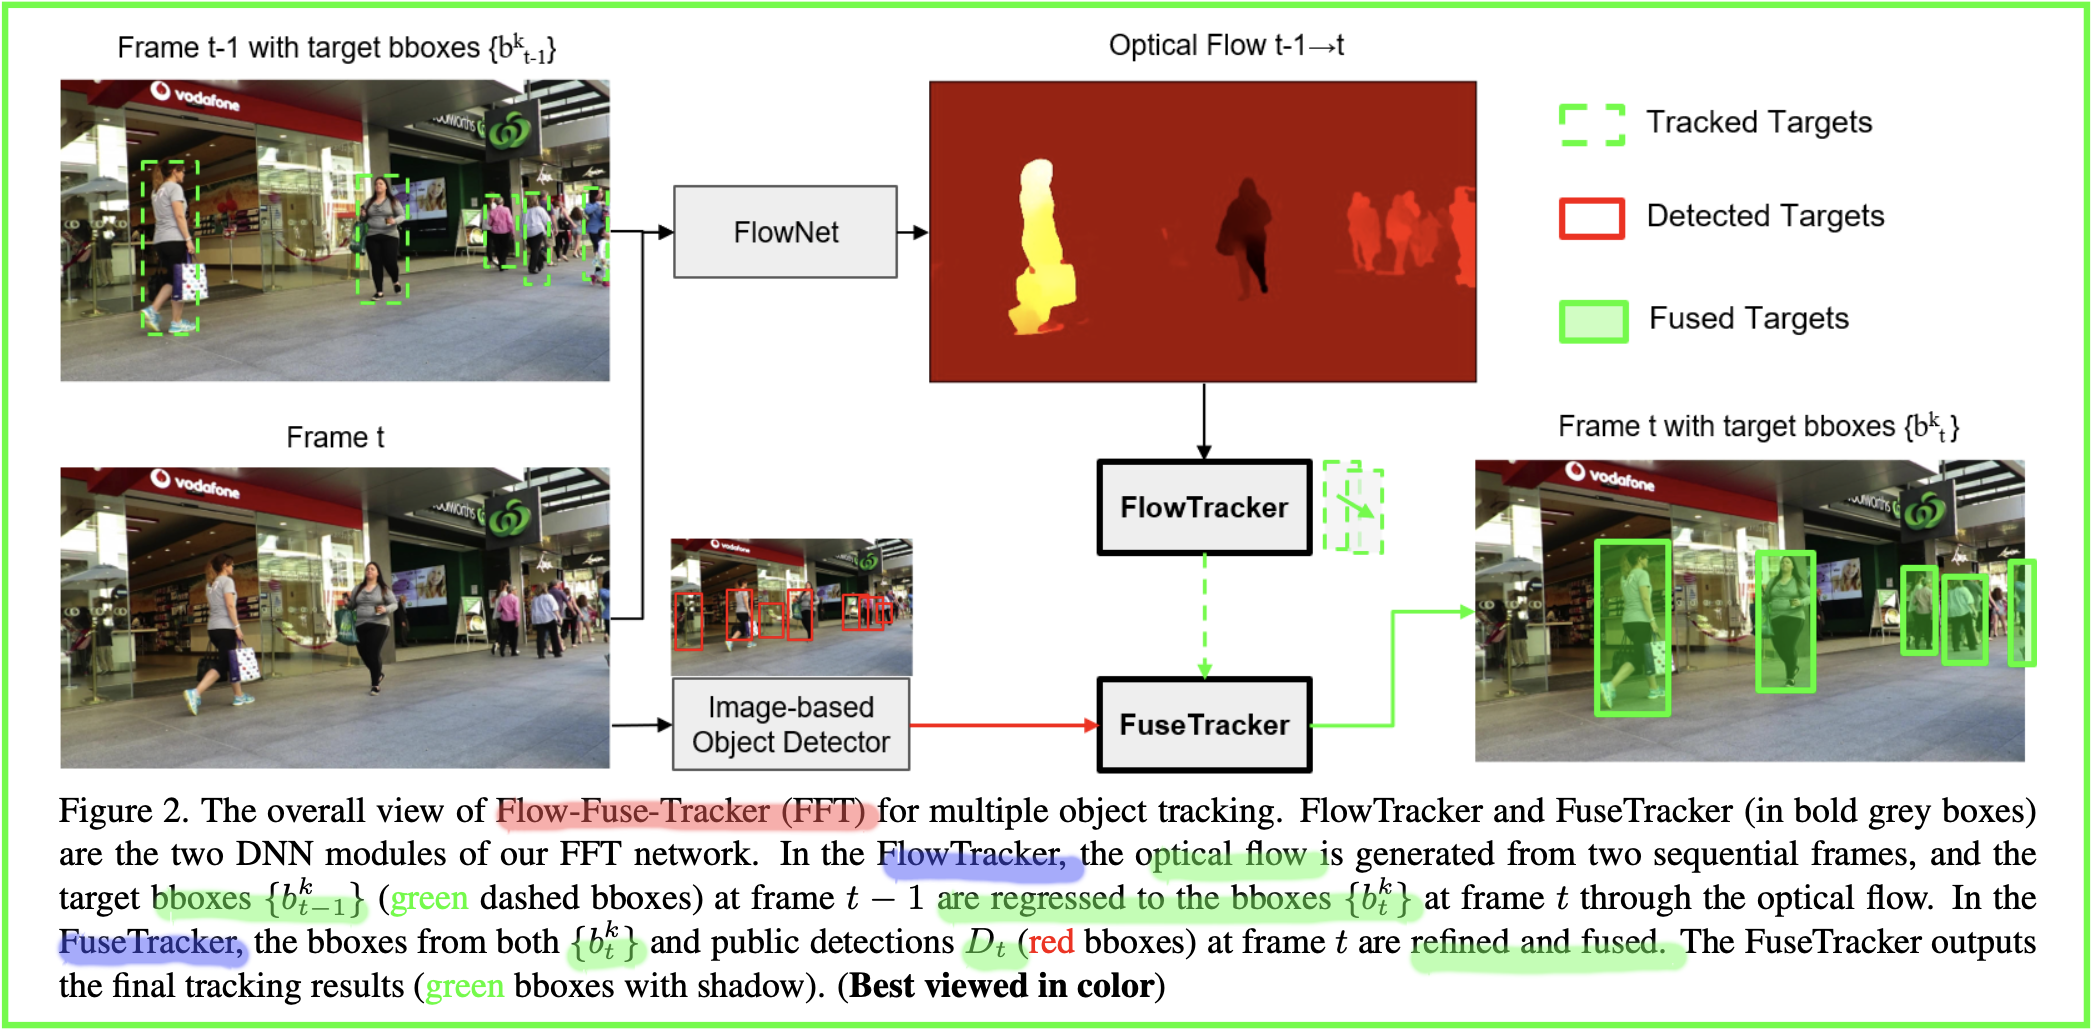 Frame t-1 with target bboxes {b^k_t-1}
Optical Flow t-1→t
vodafone
Tracked Targets
Detected Targets
Fused Targets
FlowNet
Frame t
Frame t with target bboxes {b^k_t}
vodafone
vodafone
vodafone
FlowTracker
Image-based
Object Detector
FuseTracker
Figure 2. The overall view of Flow-Fuse-Tracker (FFT) for multiple object tracking. FlowTracker and FuseTracker (in bold grey boxes)
are the two DNN modules of our FFT network. In the FlowTracker, the optical flow is generated from two sequential frames, and the
target bboxes {b^k_{t−1}} (green dashed bboxes) at frame t − 1 are regressed to the bboxes {b^k_t} at frame t through the optical flow. In the
FuseTracker, the bboxes from both {b^k_t} and public detections D_t (red bboxes) at frame t are refined and fused. The FuseTracker outputs
the final tracking results (green bboxes with shadow). (Best viewed in color)